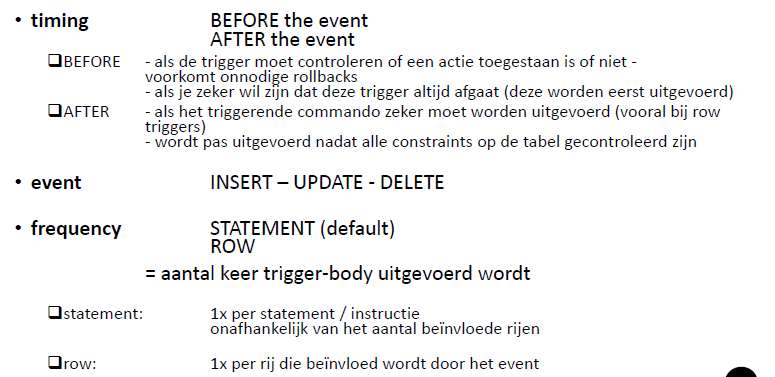 • timing BEFORE the event
AFTER the event
❑BEFORE - als de trigger moet controleren of een actie toegestaan is of niet -
voorkomt onnodige rollbacks
- als je zeker wil zijn dat deze trigger altijd afgaat (deze worden eerst uitgevoerd)
❑AFTER - als het triggerende commando zeker moet worden uitgevoerd (vooral bij row
triggers)
- wordt pas uitgevoerd nadat alle constraints op de tabel gecontroleerd zijn
• event INSERT – UPDATE - DELETE
• frequency STATEMENT (default)
ROW
= aantal keer trigger-body uitgevoerd wordt
❑statement: 1x per statement / instructie
onafhankelijk van het aantal beïnvloede rijen
❑row: 1x per rij die beïnvloed wordt door het event